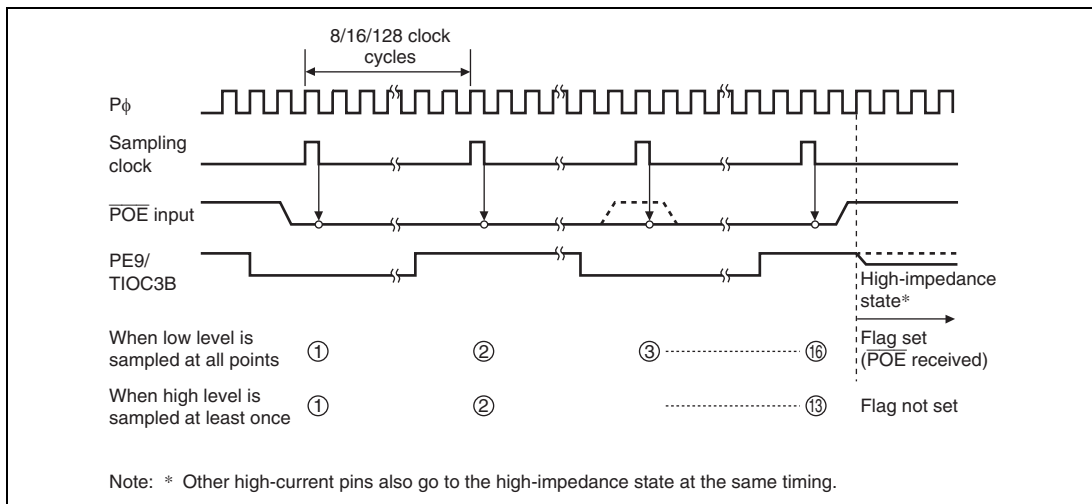 8/16/128 clock
cycles
Pϕ
Sampling
clock
POE input
PE9/
TIOC3B
High-impedance
state*
When low level is
sampled at all points
① ② ③ ⑯
Flag set
(POE received)
When high level is
sampled at least once
① ② ⑬
Flag not set
Note: * Other high-current pins also go to the high-impedance state at the same timing.